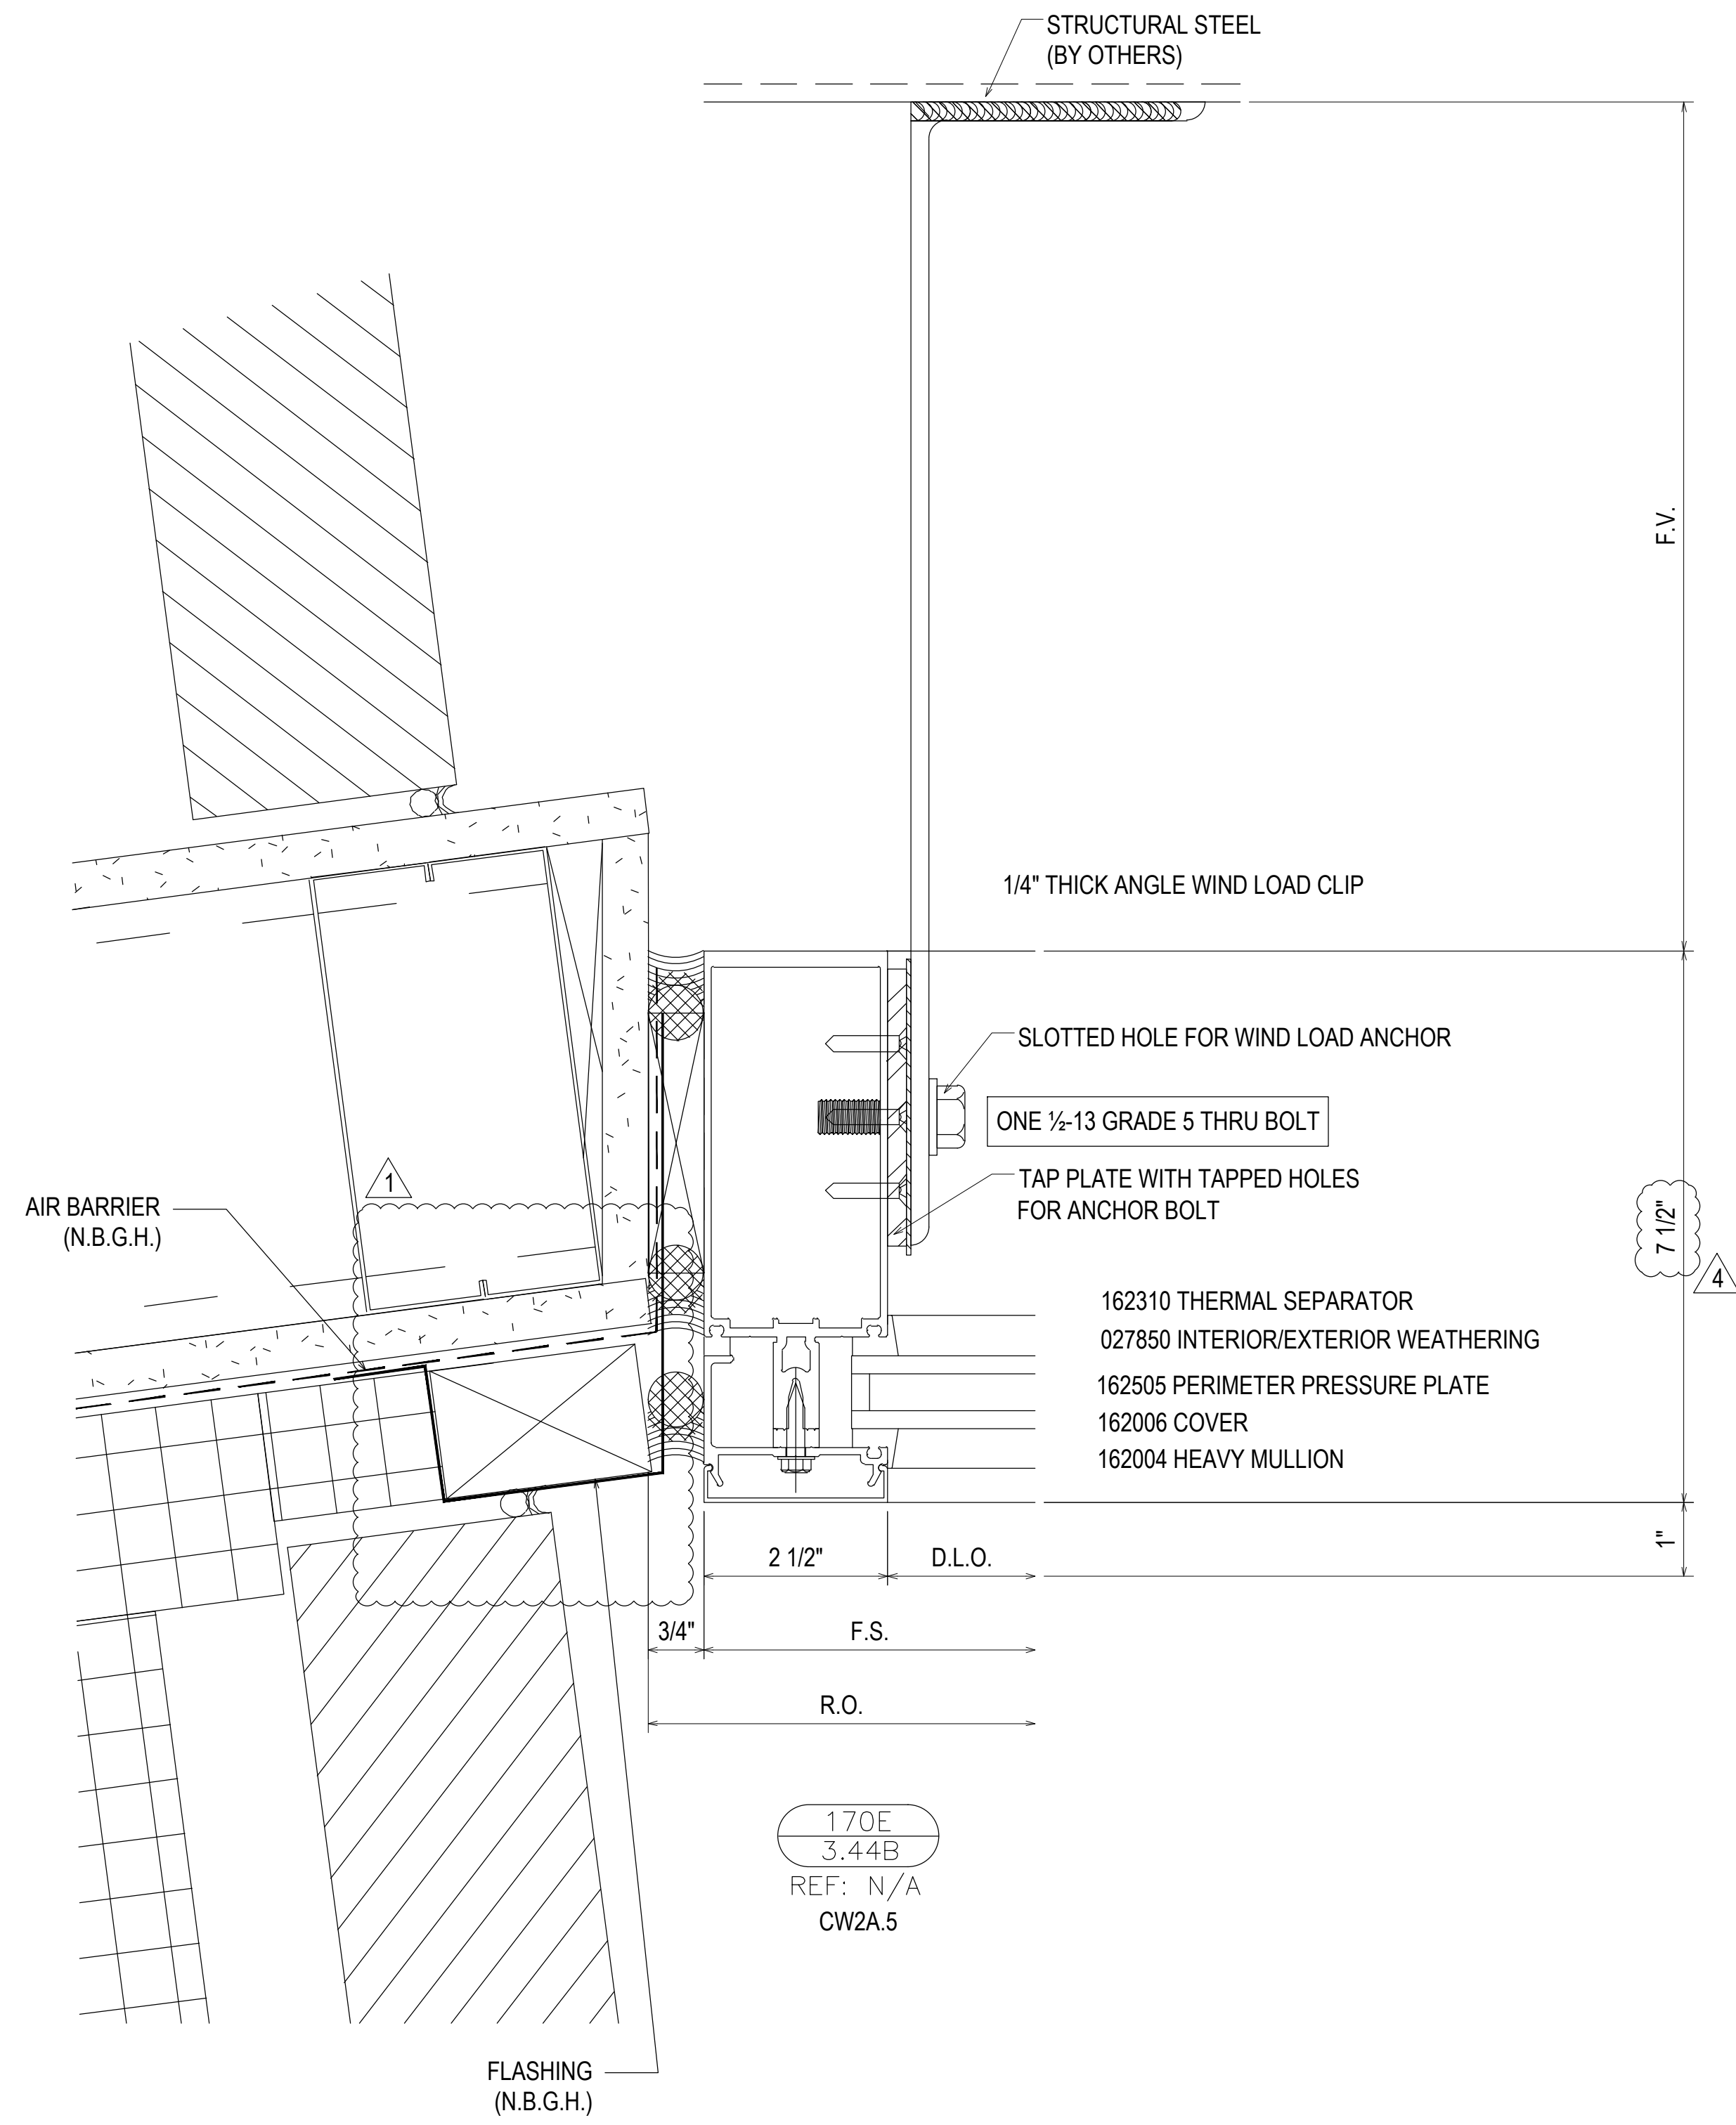 STRUCTURAL STEEL
(BY OTHERS)
F.V.
1/4" THICK ANGLE WIND LOAD CLIP
SLOTTED HOLE FOR WIND LOAD ANCHOR
ONE ½-13 GRADE 5 THRU BOLT
TAP PLATE WITH TAPPED HOLES
FOR ANCHOR BOLT
1
AIR BARRIER
(N.B.G.H.)
7 1/2"
4
162310 THERMAL SEPARATOR
027850 INTERIOR/EXTERIOR WEATHERING
162505 PERIMETER PRESSURE PLATE
162006 COVER
162004 HEAVY MULLION
1"
2 1/2"
D.L.O.
3/4"
F.S.
R.O.
170E
3.44B
REF: N/A
CW2A.5
FLASHING
(N.B.G.H.)